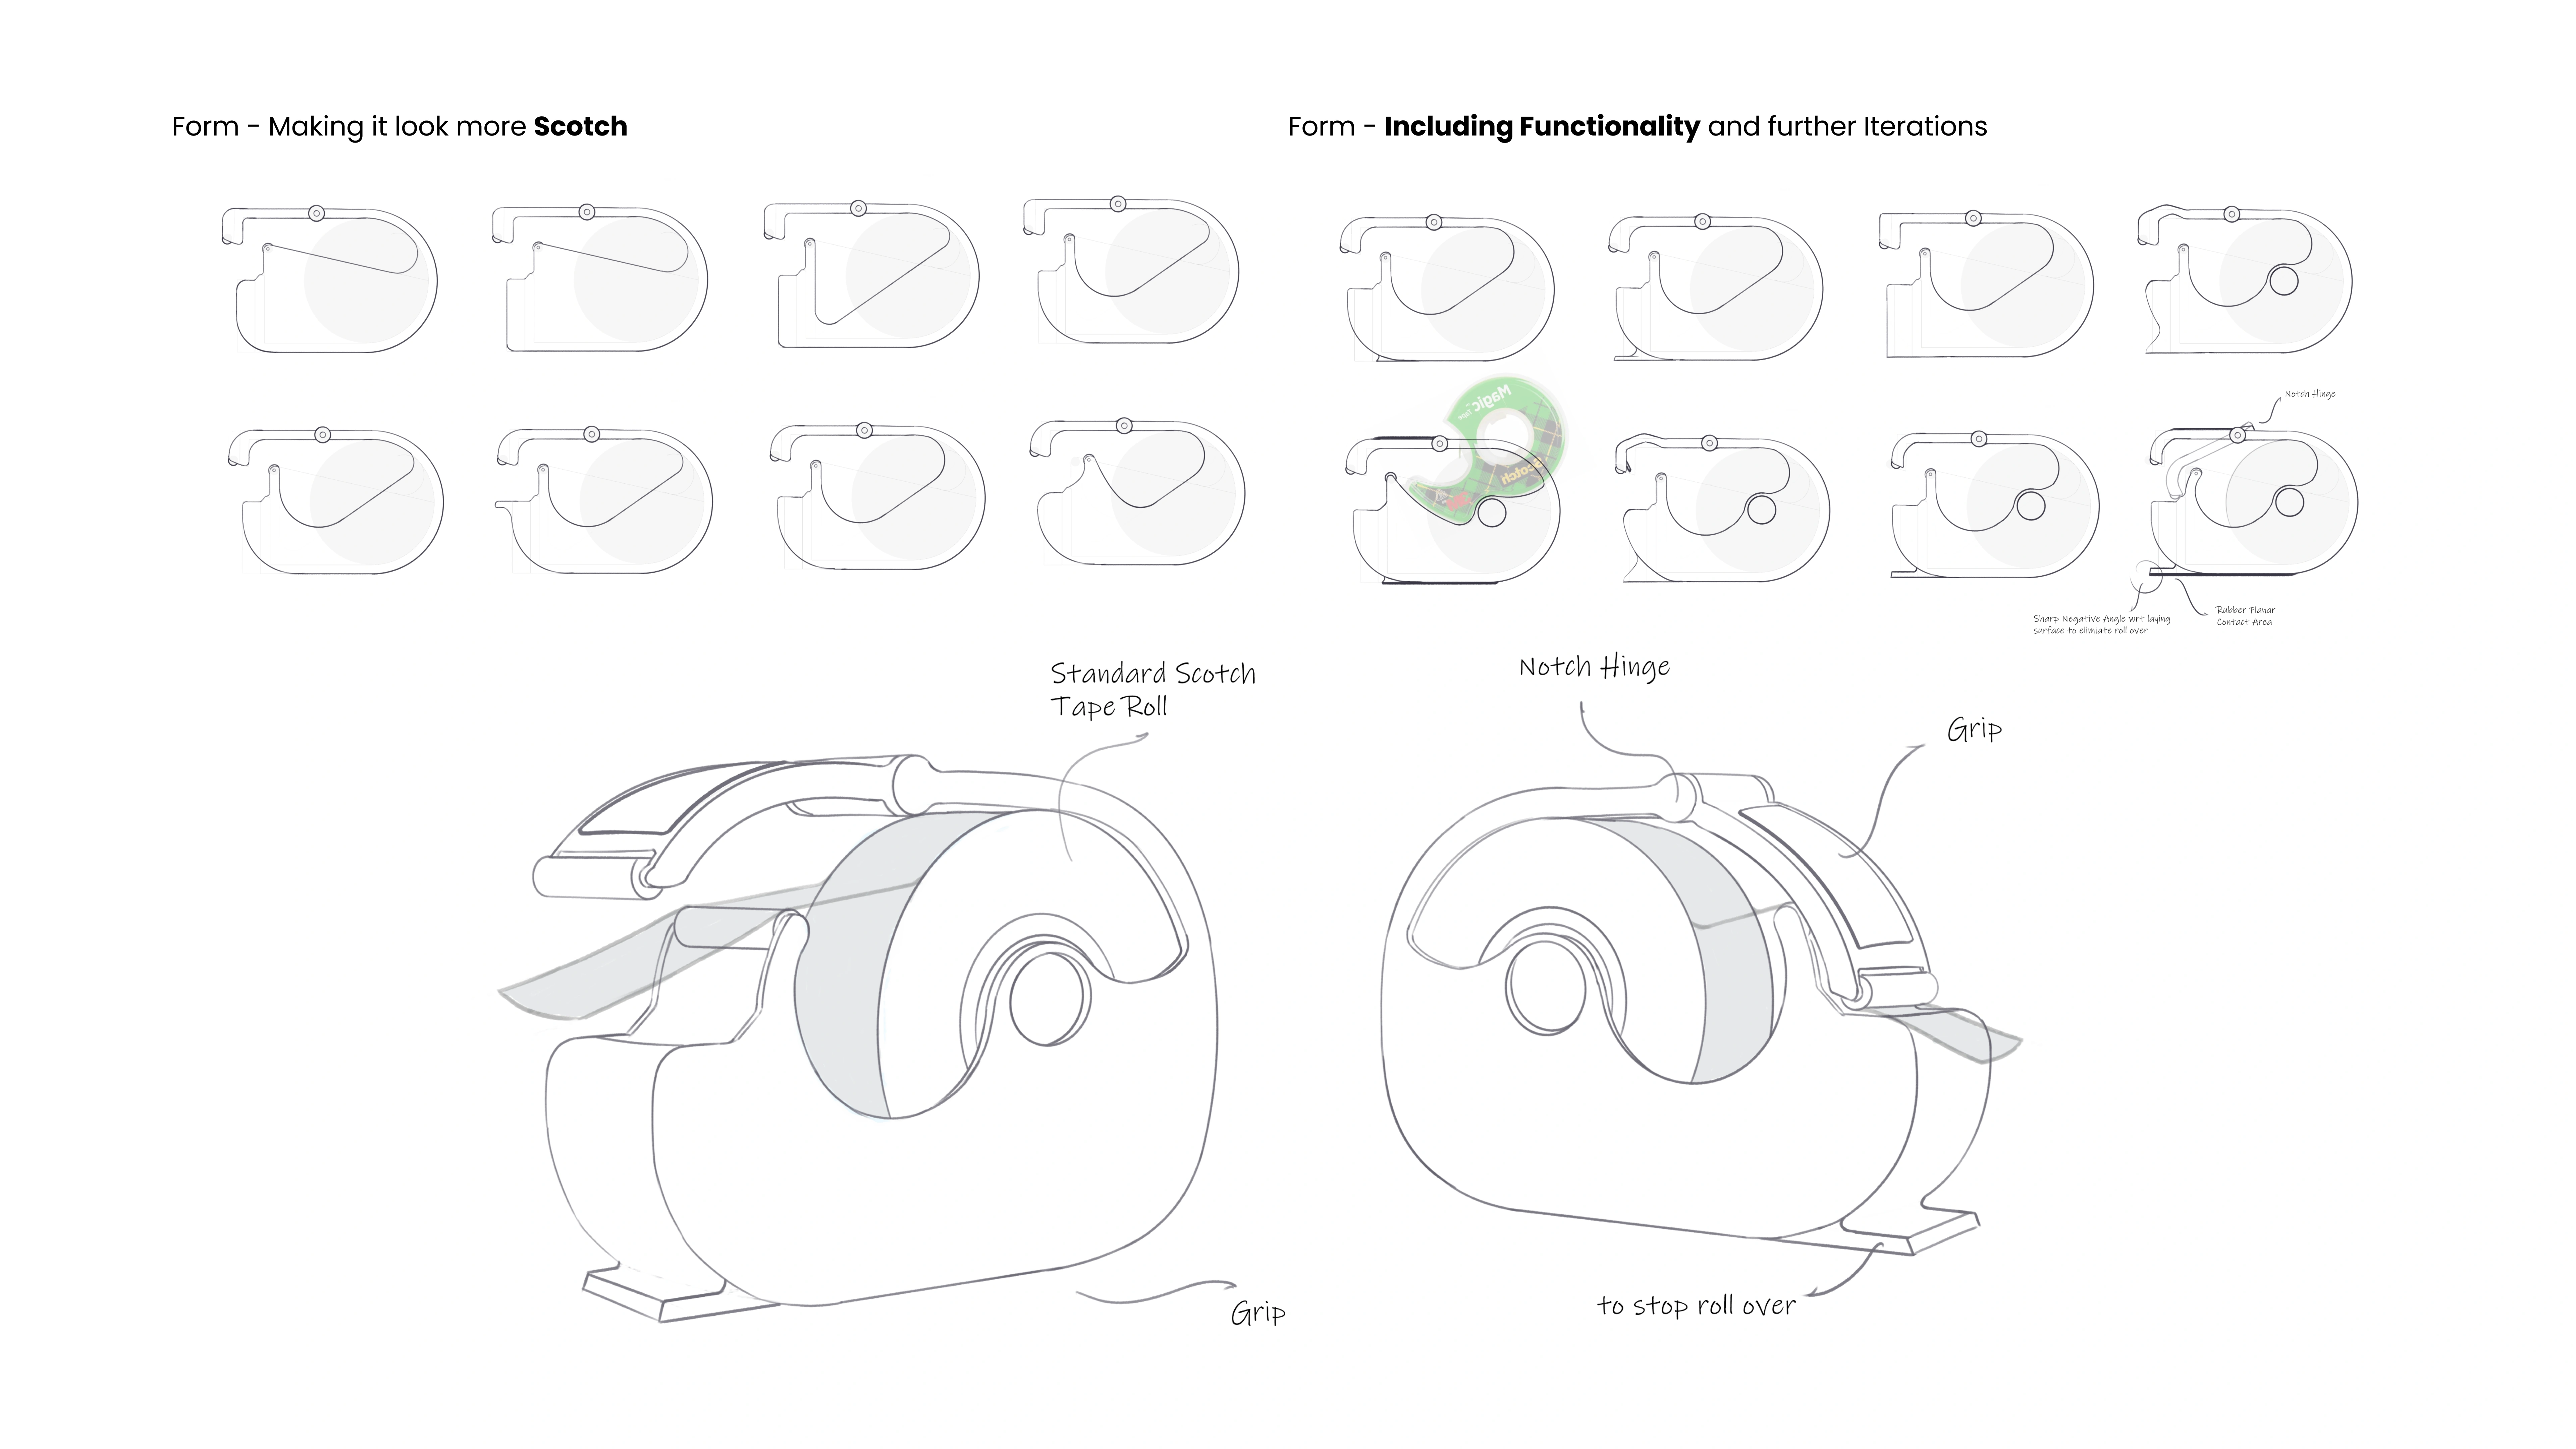 Form - Making it look more Scotch
Form - Including Functionality and further Iterations
Magic Tape
Scotch
Notch Hinge
Sharp Negative Angle wrt laying
surface to elimiate roll over
Rubber Planar
Contact Area
Standard Scotch
Tape Roll
Notch Hinge
Grip
Grip
to stop roll over